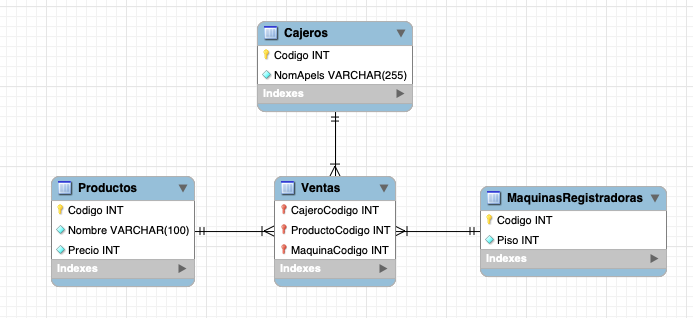 Cajeros
Codigo INT
NomApels VARCHAR(255)
Indexes
Productos
Codigo INT
Nombre VARCHAR(100)
Precio INT
Indexes
Ventas
CajeroCodigo INT
ProductoCodigo INT
MaquinaCodigo INT
Indexes
MaquinasRegistradoras
Codigo INT
Piso INT
Indexes